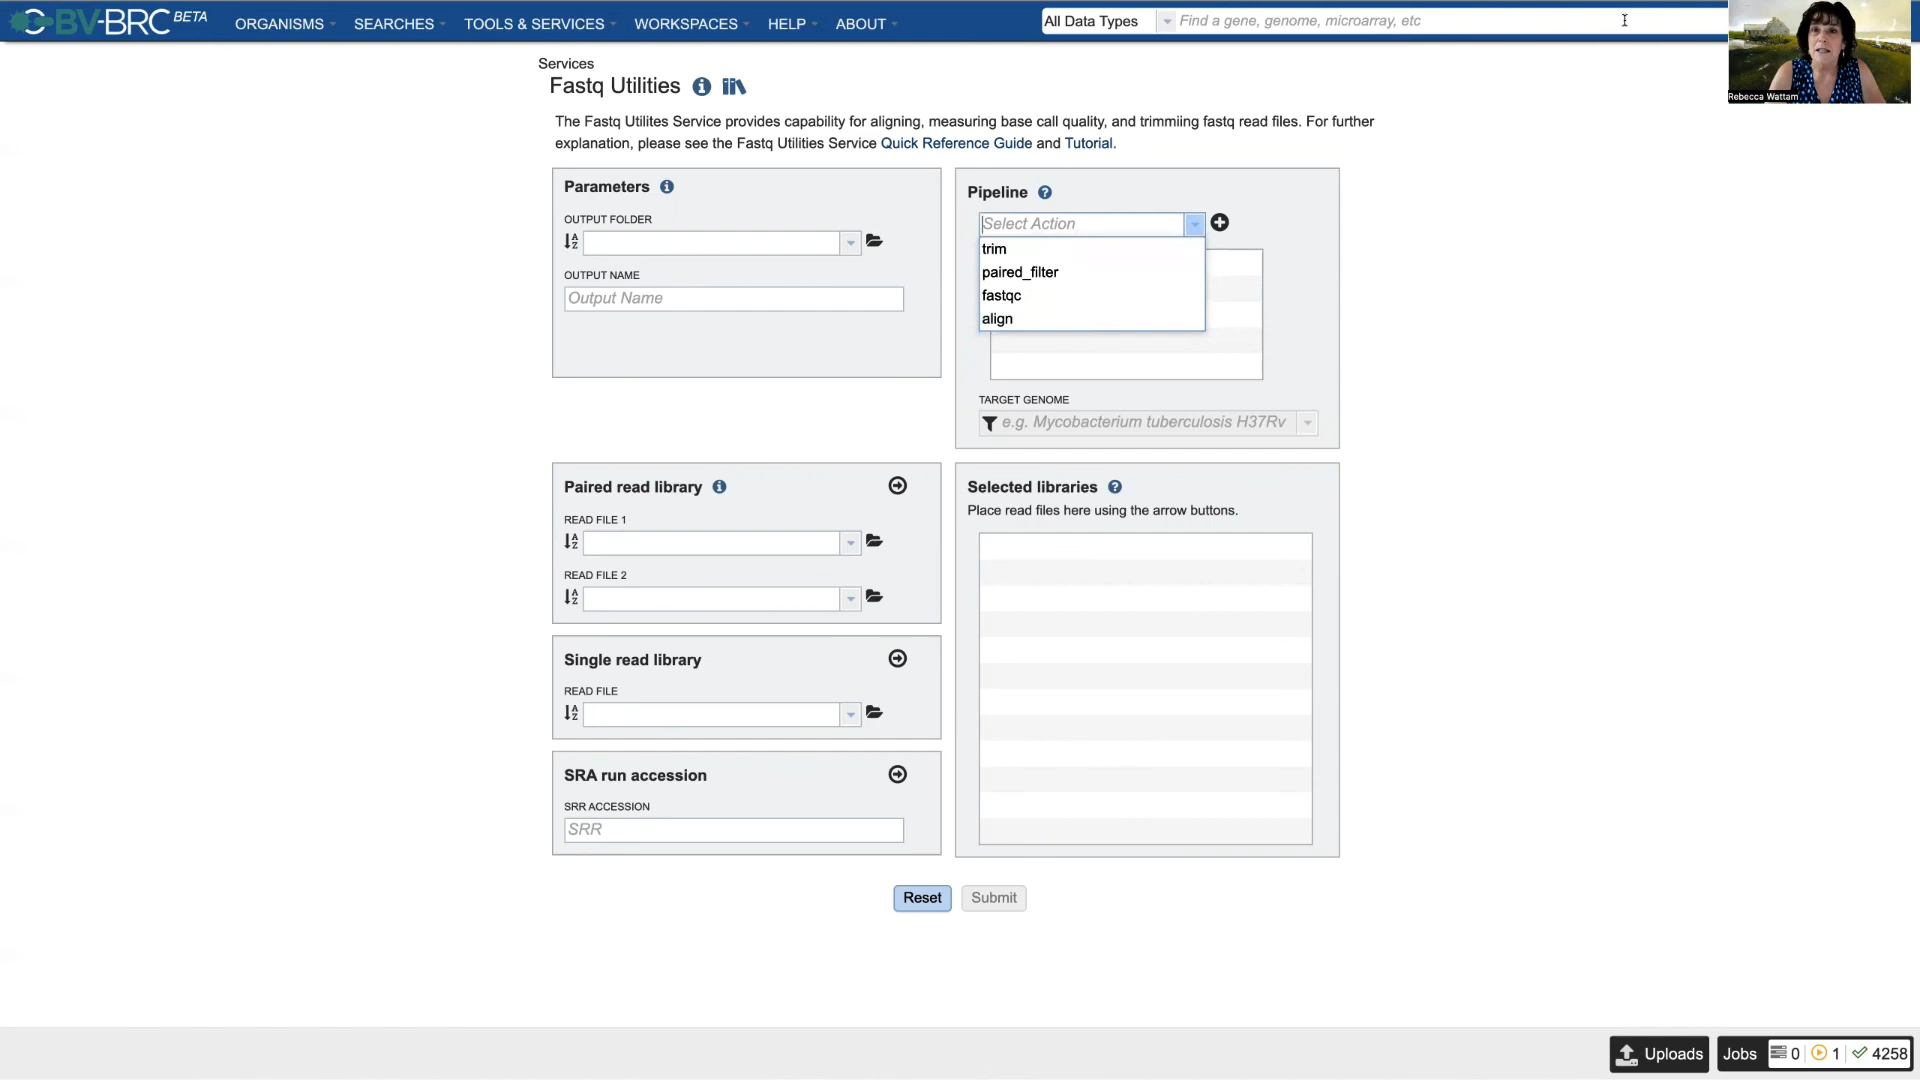 BV-BRC BETA
ORGANISMS
SEARCHES
TOOLS & SERVICES
WORKSPACES
HELP
ABOUT
All Data Types
Find a gene, genome, microarray, etc
Rebecca Wattam
Services
Fastq Utilities
The Fastq Utilites Service provides capability for aligning, measuring base call quality, and trimmiing fastq read files. For further
explanation, please see the Fastq Utilities Service Quick Reference Guide and Tutorial.
Parameters
OUTPUT FOLDER
OUTPUT NAME
Output Name
Pipeline
Select Action
trim
paired_filter
fastqc
align
TARGET GENOME
e.g. Mycobacterium tuberculosis H37Rv
Paired read library
READ FILE 1
READ FILE 2
Selected libraries
Place read files here using the arrow buttons.
Single read library
READ FILE
SRA run accession
SRR ACCESSION
SRR
Reset
Submit
Uploads
Jobs 0 1 4258